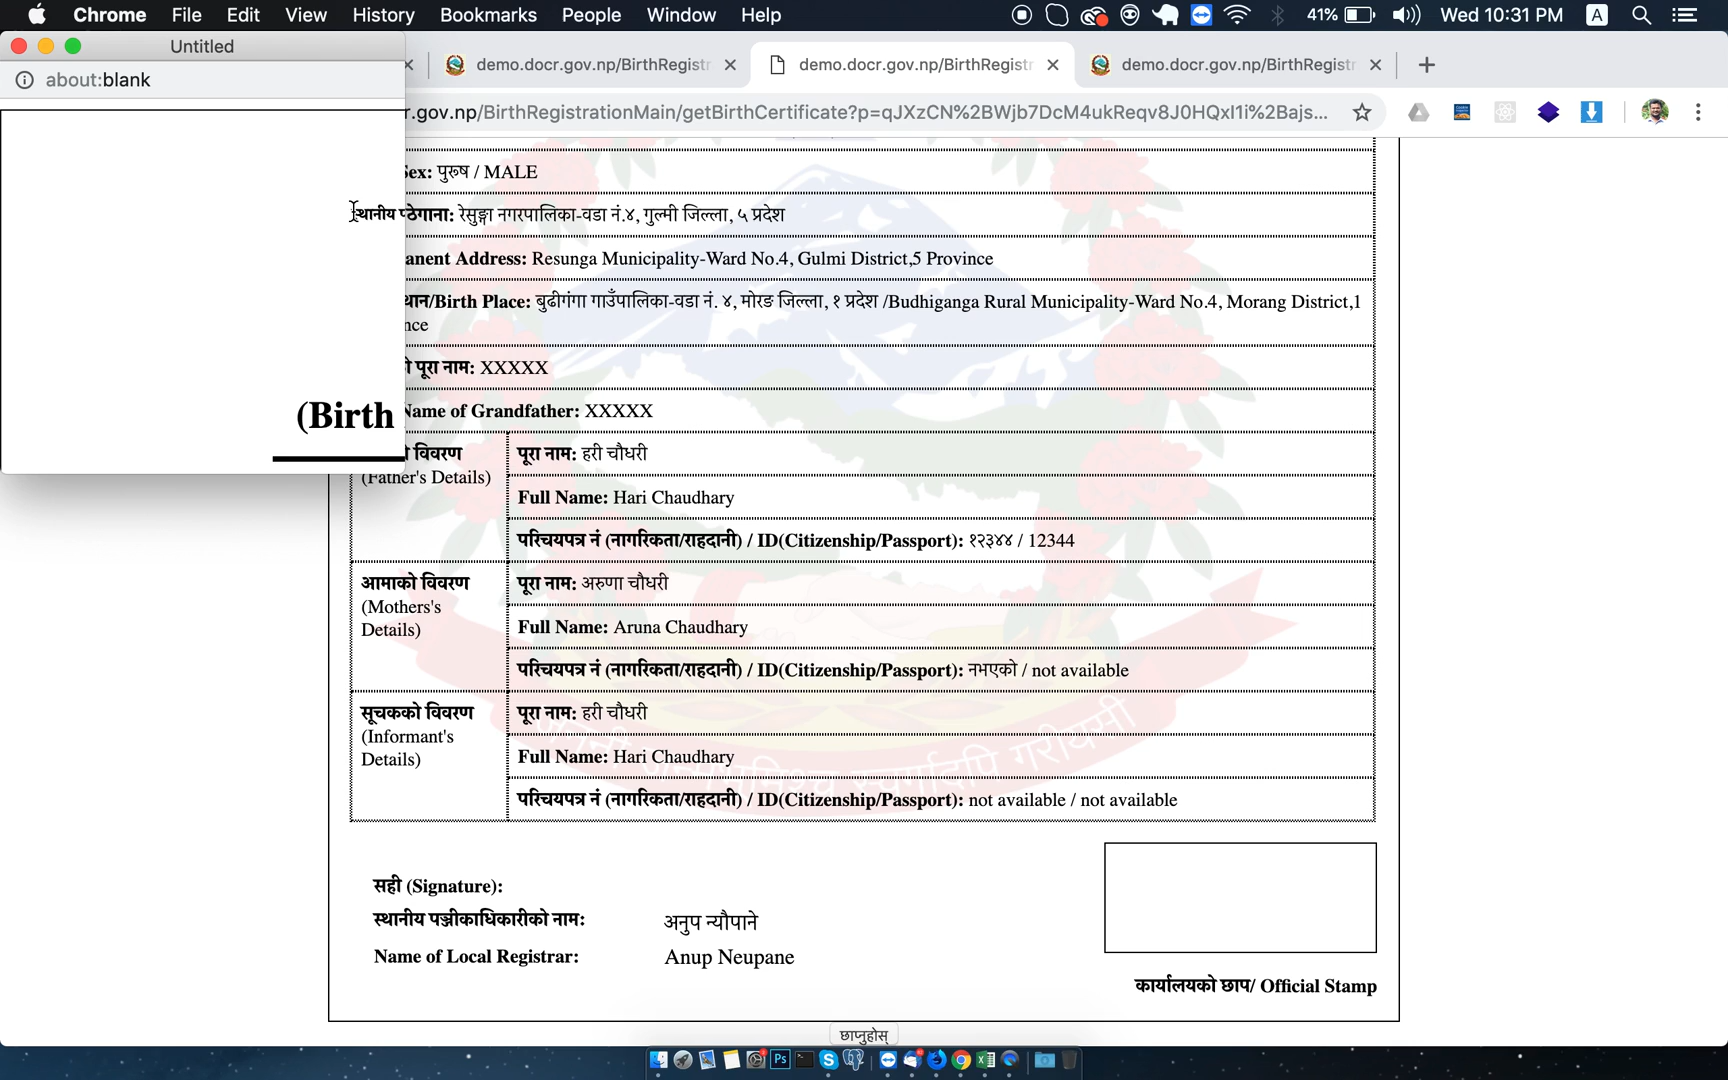 Chrome File Edit View History Bookmarks People Window Help 41% Wed 10:31 PM A
Untitled
about:blank
demo.docr.gov.np/BirthRegistr
demo.docr.gov.np/BirthRegistr
demo.docr.gov.np/BirthRegistr
r.gov.np/BirthRegistrationMain/getBirthCertificate?p=qJXzCN%2BWjb7DcM4ukReqv8J0HQxI1i%2Bajs...
Sex: पुरूष / MALE
स्थानीय ठेगाना: रेसुङ्गा नगरपालिका-वडा नं.४, गुल्मी जिल्ला, ५ प्रदेश
anent Address: Resunga Municipality-Ward No.4, Gulmi District,5 Province
थान/Birth Place: बुढीगंगा गाउँपालिका-वडा नं. ४, मोरङ जिल्ला, १ प्रदेश /Budhiganga Rural Municipality-Ward No.4, Morang District,1
nce
पूरा नाम: XXXXX
(Birth
Name of Grandfather: XXXXX
विवरण
(Father's Details)
पूरा नाम: हरी चौधरी
Full Name: Hari Chaudhary
परिचयपत्र नं (नागरिकता/राहदानी) / ID(Citizenship/Passport): १२३४४ / 12344
आमाको विवरण
(Mothers's
Details)
पूरा नाम: अरुणा चौधरी
Full Name: Aruna Chaudhary
परिचयपत्र नं (नागरिकता/राहदानी) / ID(Citizenship/Passport): नभएको / not available
सूचकको विवरण
(Informant's
Details)
पूरा नाम: हरी चौधरी
Full Name: Hari Chaudhary
परिचयपत्र नं (नागरिकता/राहदानी) / ID(Citizenship/Passport): not available / not available
सही (Signature):
स्थानीय पञ्जीकाधिकारीको नामः
अनुप न्यौपाने
Name of Local Registrar:
Anup Neupane
कार्यालयको छाप/ Official Stamp
छाप्नुहोस्
Ps